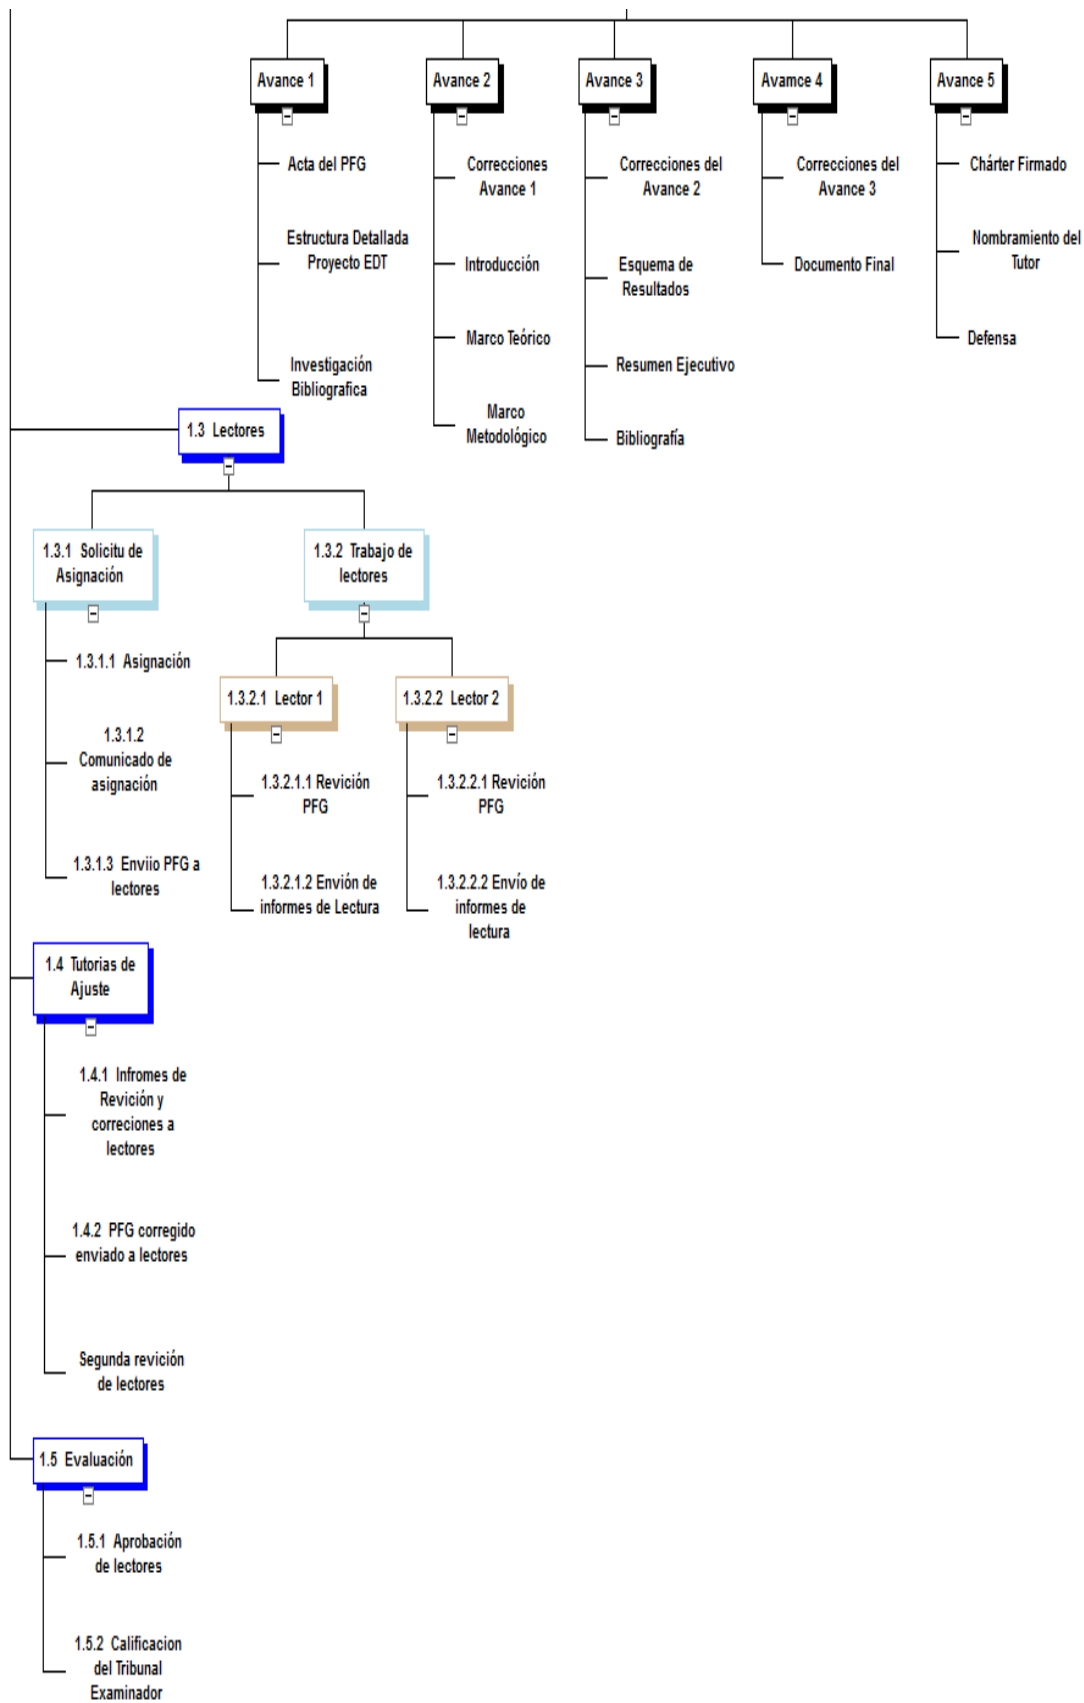 Avance 1
Avance 2
Avance 3
Avamce 4
Avance 5
Acta del PFG
Estructura Detallada
Proyecto EDT
Investigación
Bibliografica
Correcciones
Avance 1
Introducción
Marco Teórico
Marco
Metodológico
Correcciones del
Avance 2
Esquema de
Resultados
Resumen Ejecutivo
Bibliografía
Correcciones del
Avance 3
Documento Final
Chárter Firmado
Nombramiento del
Tutor
Defensa
1.3 Lectores
1.3.1 Solicitu de
Asignación
1.3.1.1 Asignación
1.3.1.2
Comunicado de
asignación
1.3.1.3 Enviio PFG a
lectores
1.3.2 Trabajo de
lectores
1.3.2.1 Lector 1
1.3.2.1.1 Revición
PFG
1.3.2.1.2 Envión de
informes de Lectura
1.3.2.2 Lector 2
1.3.2.2.1 Revición
PFG
1.3.2.2.2 Envío de
informes de
lectura
1.4 Tutorias de
Ajuste
1.4.1 Infromes de
Revición y
correciones a
lectores
1.4.2 PFG corregido
enviado a lectores
Segunda revición
de lectores
1.5 Evaluación
1.5.1 Aprobación
de lectores
1.5.2 Calificacion
del Tribunal
Examinador